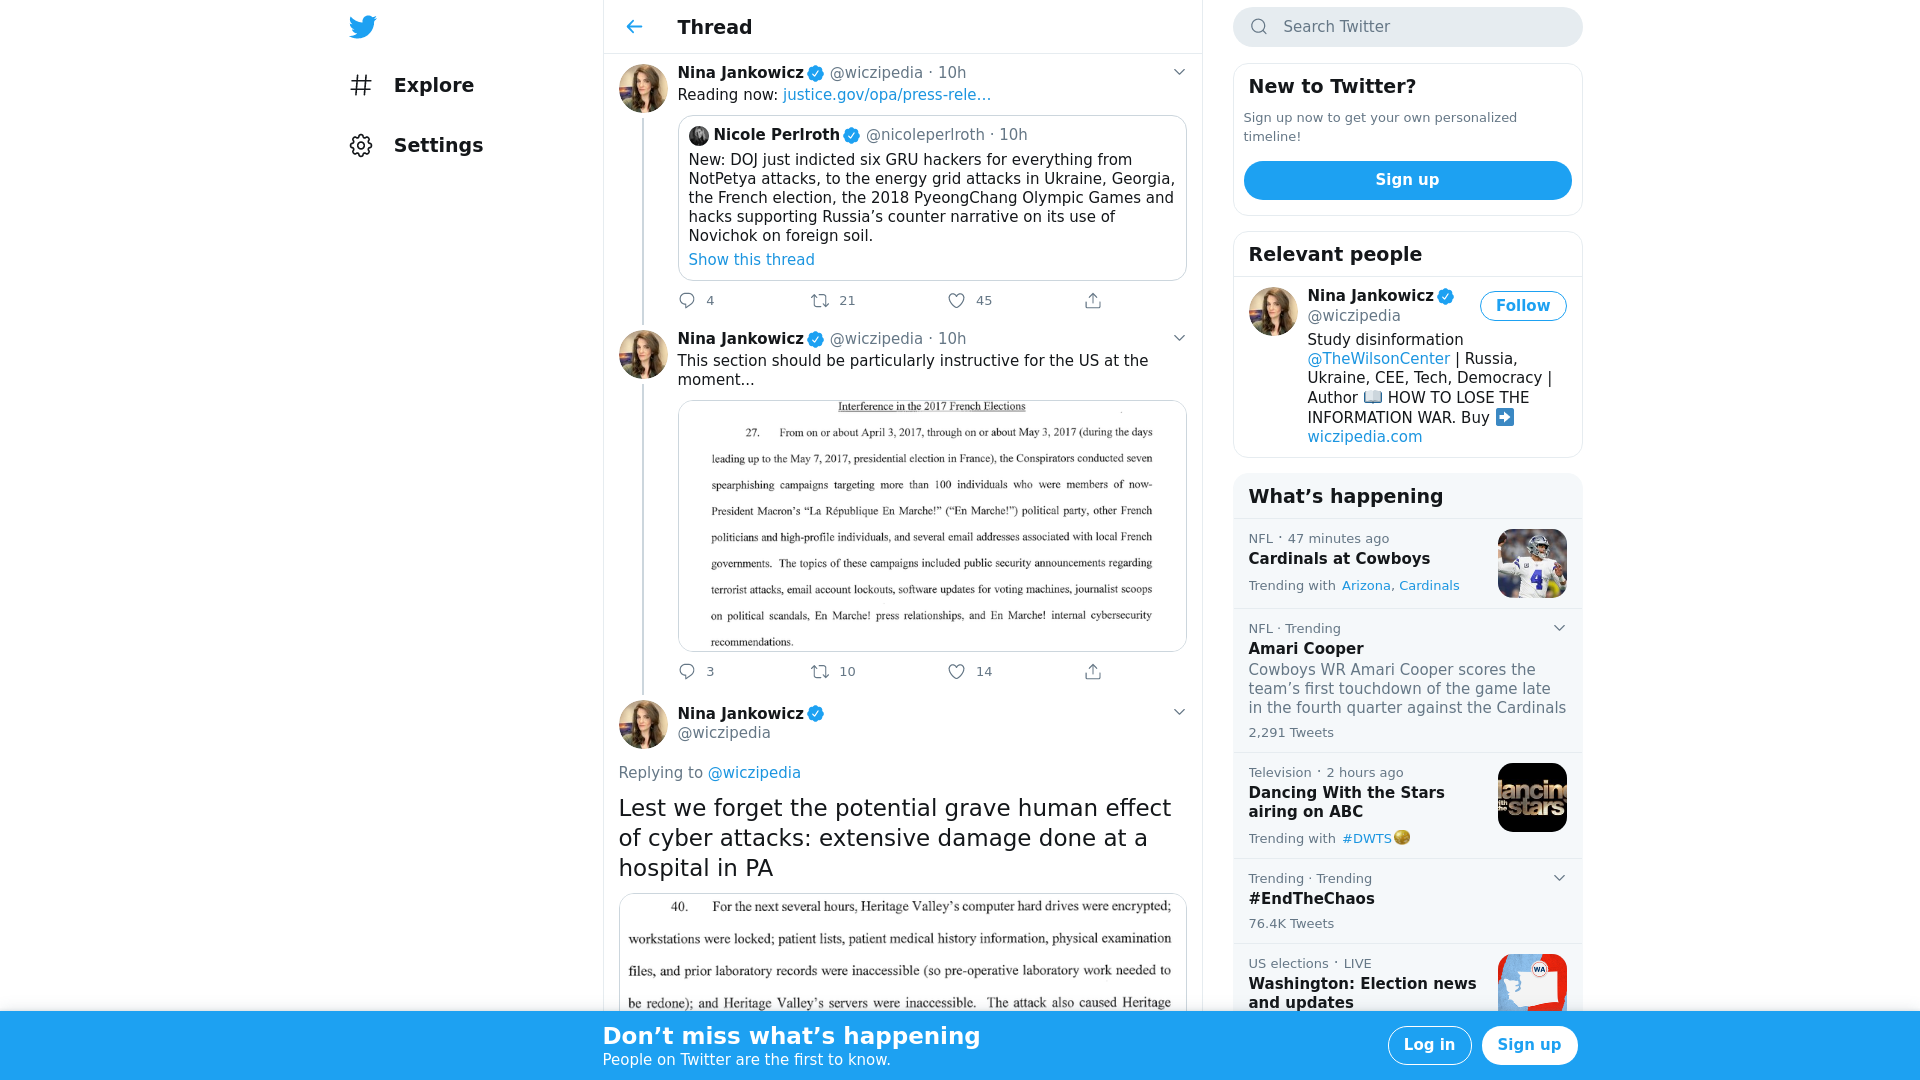 Explore
Settings
Thread
Nina Jankowicz @wiczipedia · 10h
Reading now: justice.gov/opa/press-rele…
Nicole Perlroth @nicoleperlroth · 10h
New: DOJ just indicted six GRU hackers for everything from
NotPetya attacks, to the energy grid attacks in Ukraine, Georgia,
the French election, the 2018 PyeongChang Olympic Games and
hacks supporting Russia’s counter narrative on its use of
Novichok on foreign soil.
Show this thread
4 21 45
Nina Jankowicz @wiczipedia · 10h
This section should be particularly instructive for the US at the
moment...
Interference in the 2017 French Elections
27. From on or about April 3, 2017, through on or about May 3, 2017 (during the days
leading up to the May 7, 2017, presidential election in France), the Conspirators conducted seven
spearphishing campaigns targeting more than 100 individuals who were members of now-
President Macron’s “La République En Marche!” (“En Marche!”) political party, other French
politicians and high-profile individuals, and several email addresses associated with local French
governments. The topics of these campaigns included public security announcements regarding
terrorist attacks, email account lockouts, software updates for voting machines, journalist scoops
on political scandals, En Marche! press relationships, and En Marche! internal cybersecurity
recommendations.
3 10 14
Nina Jankowicz
@wiczipedia
Replying to @wiczipedia
Lest we forget the potential grave human effect
of cyber attacks: extensive damage done at a
hospital in PA
40. For the next several hours, Heritage Valley’s computer hard drives were encrypted;
workstations were locked; patient lists, patient medical history information, physical examination
files, and prior laboratory records were inaccessible (so pre-operative laboratory work needed to
be redone); and Heritage Valley’s servers were inaccessible. The attack also caused Heritage
Search Twitter
New to Twitter?
Sign up now to get your own personalized
timeline!
Sign up
Relevant people
Nina Jankowicz
@wiczipedia
Follow
Study disinformation
@TheWilsonCenter | Russia,
Ukraine, CEE, Tech, Democracy |
Author 📖 HOW TO LOSE THE
INFORMATION WAR. Buy ➡️
wiczipedia.com
What’s happening
NFL · 47 minutes ago
Cardinals at Cowboys
Trending with Arizona, Cardinals
4
NFL · Trending
Amari Cooper
Cowboys WR Amari Cooper scores the
team’s first touchdown of the game late
in the fourth quarter against the Cardinals
2,291 Tweets
Television · 2 hours ago
Dancing With the Stars
airing on ABC
Trending with #DWTS
dancing
with the stars
Trending · Trending
#EndTheChaos
76.4K Tweets
US elections · LIVE
Washington: Election news
and updates
WA
Don’t miss what’s happening
People on Twitter are the first to know.
Log in
Sign up